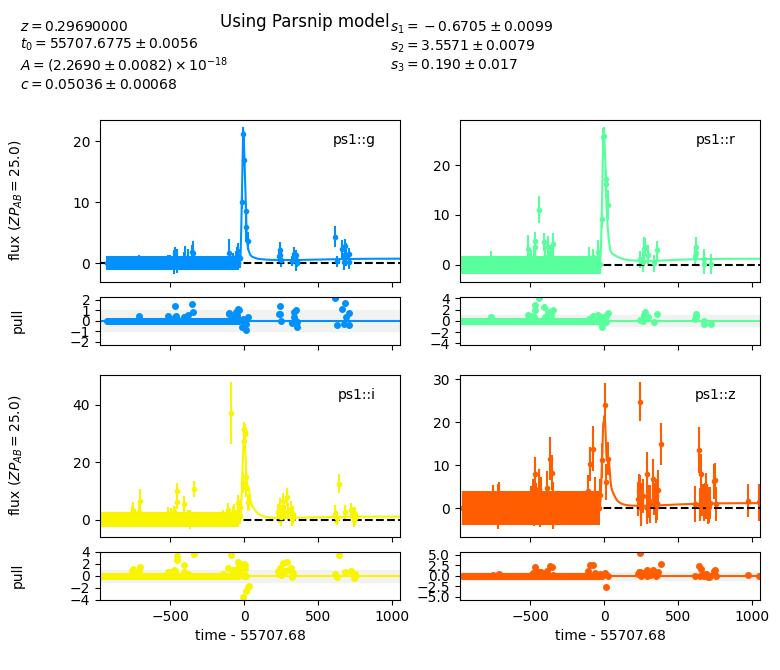 Using Parsnip model
z = 0.29690000
t₀ = 55707.6775 ± 0.0056
A = (2.2690 ± 0.0082) × 10⁻¹⁸
c = 0.05036 ± 0.00068
s₁ = −0.6705 ± 0.0099
s₂ = 3.5571 ± 0.0079
s₃ = 0.190 ± 0.017
flux (ZP_AB = 25.0)
20
10
0
ps1::g
20
10
0
ps1::r
pull
2
1
0
−1
−2
4
2
0
−2
−4
flux (ZP_AB = 25.0)
40
20
0
ps1::i
30
20
10
0
ps1::z
pull
4
2
0
−2
−4
5.0
2.5
0.0
−2.5
−5.0
−500 0 500 1000
−500 0 500 1000
time - 55707.68
time - 55707.68